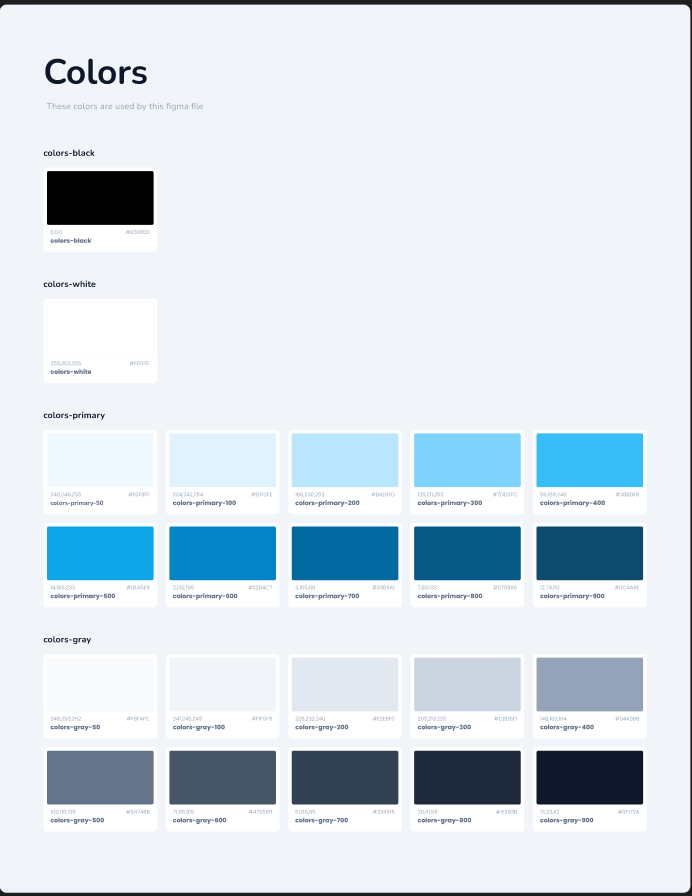 Colors
These colors are used by this figma file
colors-black
0,0,0 #000000
colors-black
colors-white
255,255,255 #FFFFFF
colors-white
colors-primary
240,249,255 #F0F9FF
colors-primary-50
224,242,254 #E0F2FE
colors-primary-100
186,230,253 #BAE6FD
colors-primary-200
125,211,252 #7DD3FC
colors-primary-300
56,189,248 #38BDF8
colors-primary-400
14,165,233 #0EA5E9
colors-primary-500
2,132,199 #0284C7
colors-primary-600
3,105,161 #0369A1
colors-primary-700
7,89,133 #075985
colors-primary-800
12,74,110 #0C4A6E
colors-primary-900
colors-gray
248,250,252 #F8FAFC
colors-gray-50
241,245,249 #F1F5F9
colors-gray-100
226,232,240 #E2E8F0
colors-gray-200
203,213,225 #CBD5E1
colors-gray-300
148,163,184 #94A3B8
colors-gray-400
100,116,139 #64748B
colors-gray-500
71,85,105 #475569
colors-gray-600
51,65,85 #334155
colors-gray-700
30,41,59 #1E293B
colors-gray-800
15,23,42 #0F172A
colors-gray-900